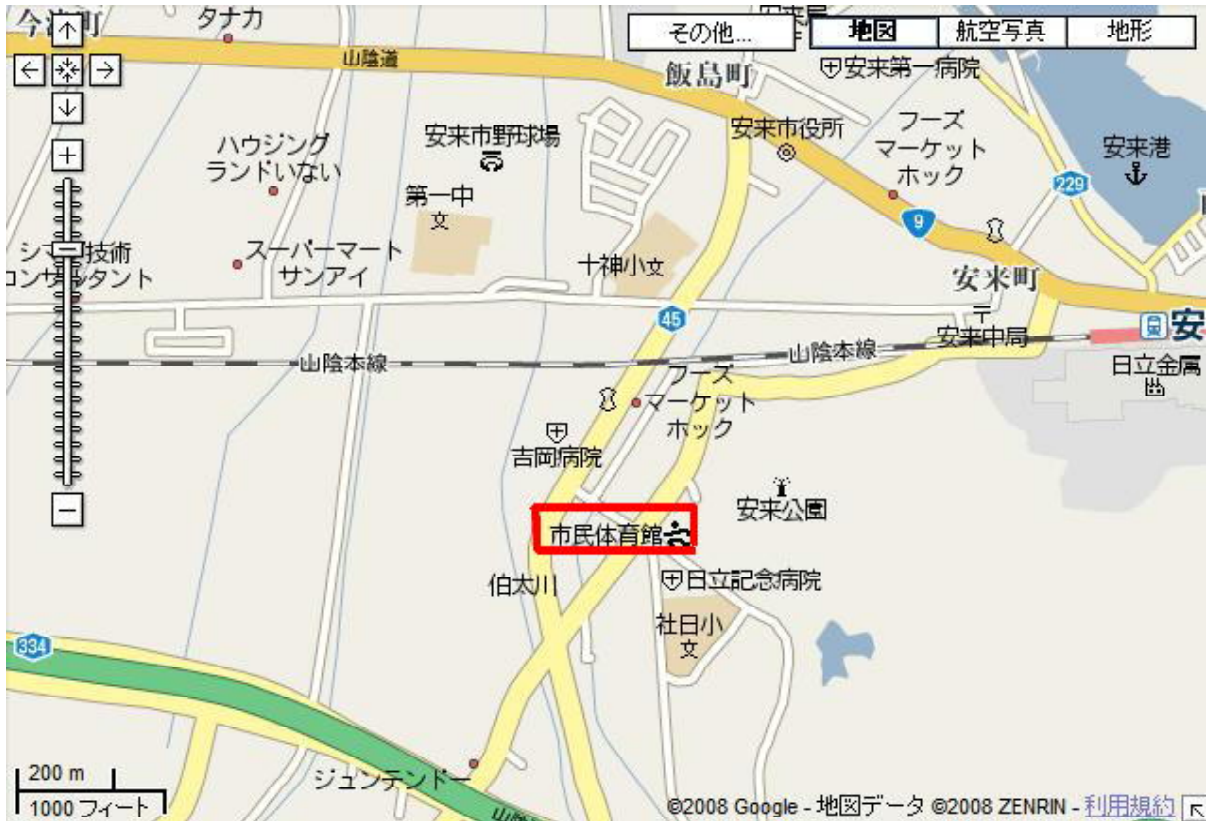 今津町
タナカ
安来局
その他...
地図
航空写真
地形
山陰道
飯島町
安来第一病院
安来市野球場
安来市役所
フーズ
マーケット
ホック
安来港
ハウジング
ランドいない
229
第一中
文
9
スーパーマート
サンアイ
技術
コンサルタント
十神小文
安来町
45
〒
安来中局
安
山陰本線
山陰本線
日立金属
フーズ
マーケット
ホック
吉岡病院
安来公園
市民体育館
伯太川
日立記念病院
社日小
文
334
200 m
1000 フィート
ジュンテンドー
©2008 Google - 地図データ ©2008 ZENRIN - 利用規約